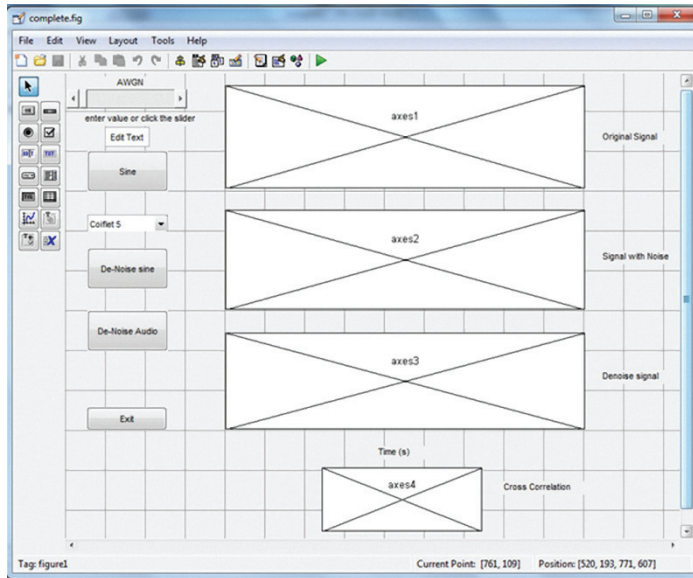 complete.fig
File Edit View Layout Tools Help
AWGN
enter value or click the slider
Edit Text
Sine
Coiflet 5
De-Noise sine
De-Noise Audio
Exit
axes1
Original Signal
axes2
Signal with Noise
axes3
Denoise signal
Time (s)
axes4
Cross Correlation
Tag: figure1
Current Point: [761, 109]
Position: [520, 193, 771, 607]